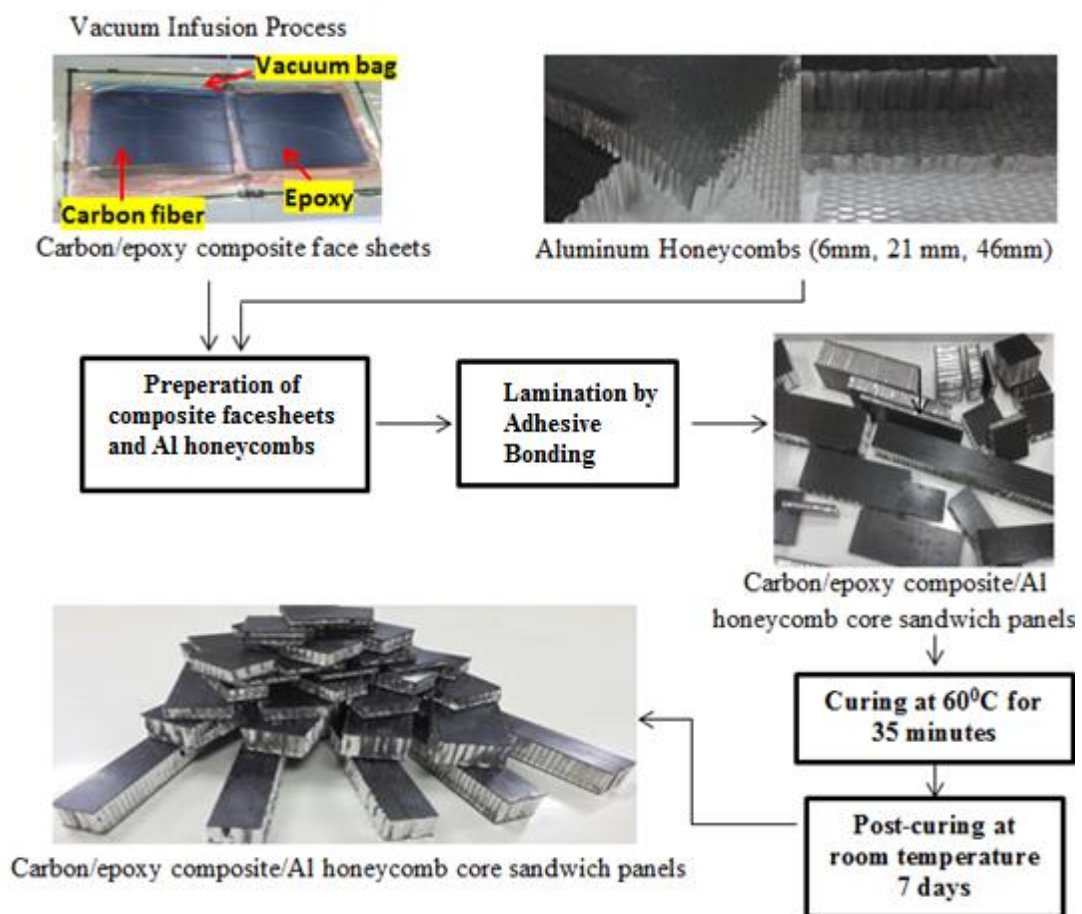 Vacuum Infusion Process
Vacuum bag
Carbon fiber
Epoxy
Carbon/epoxy composite face sheets
Aluminum Honeycombs (6mm, 21 mm, 46mm)
Preperation of
composite facesheets
and Al honeycombs
Lamination by
Adhesive
Bonding
Carbon/epoxy composite/Al
honeycomb core sandwich panels
Curing at 60⁰C for
35 minutes
Post-curing at
room temperature
7 days
Carbon/epoxy composite/Al honeycomb core sandwich panels